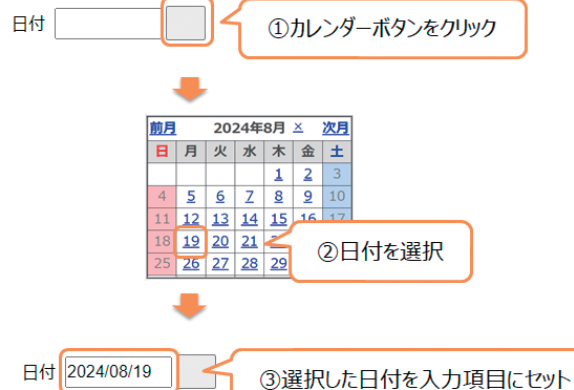 日付
①カレンダーボタンをクリック
前月 2024年8月 × 次月
日 月 火 水 木 金 土
1 2 3
4 5 6 7 8 9 10
11 12 13 14 15 16 17
18 19 20 21
25 26 27 28 29
②日付を選択
日付 2024/08/19
③選択した日付を入力項目にセット